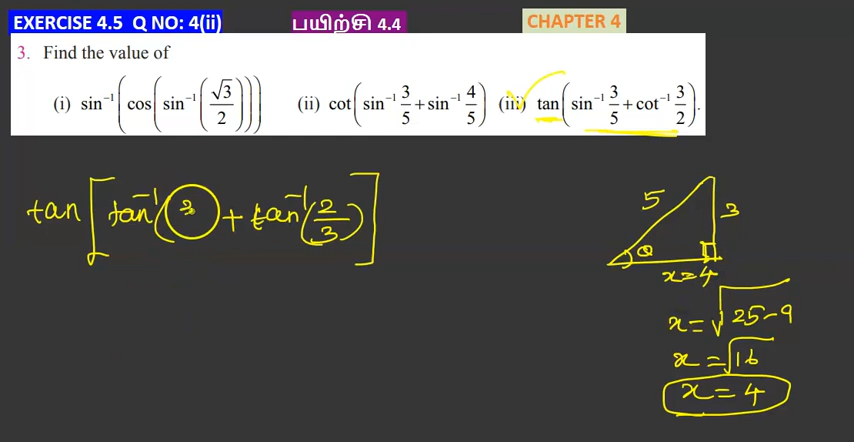 EXERCISE 4.5 Q NO: 4(ii) பயிற்சி 4.4 CHAPTER 4
3. Find the value of
(i) sin⁻¹(cos(sin⁻¹(√3/2))) (ii) cot(sin⁻¹ 3/5 + sin⁻¹ 4/5) (iii) tan(sin⁻¹ 3/5 + cot⁻¹ 3/2).
tan[tan⁻¹(3) + tan⁻¹(2/3)]
5
3
θ
x=4
x=√25-9
x=√16
x=4